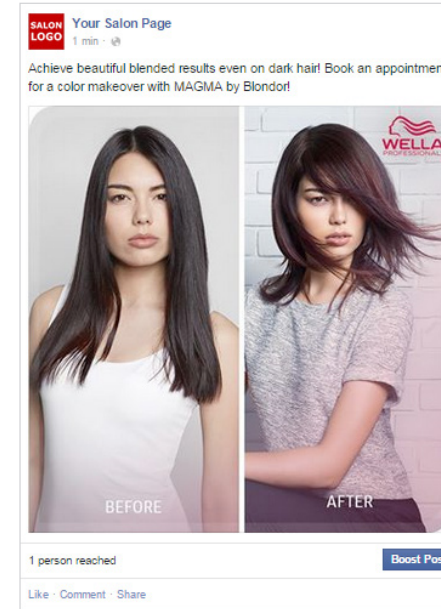 SALON
LOGO
Your Salon Page
1 min ·
Achieve beautiful blended results even on dark hair! Book an appointmen
for a color makeover with MAGMA by Blondor!
WELLA
PROFESSIONAL
BEFORE
AFTER
1 person reached
Boost Pos
Like · Comment · Share